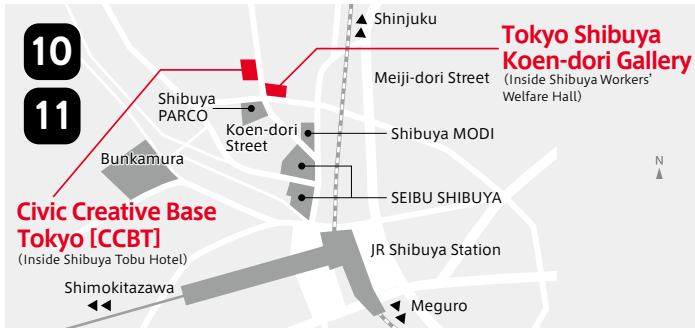 10
11
Shinjuku
Tokyo Shibuya
Koen-dori Gallery
(Inside Shibuya Workers'
Welfare Hall)
Meiji-dori Street
Shibuya
PARCO
Koen-dori
Street
Shibuya MODI
Bunkamura
N
SEIBU SHIBUYA
Civic Creative Base
Tokyo [CCBT]
(Inside Shibuya Tobu Hotel)
JR Shibuya Station
Shimokitazawa
Meguro